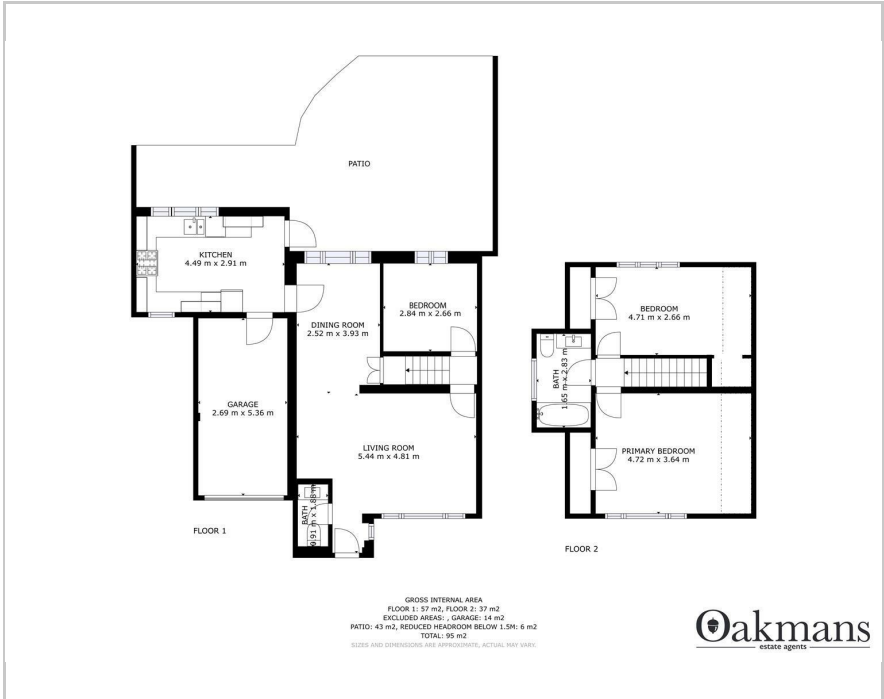 PATIO
KITCHEN
4.49 m x 2.91 m
DINING ROOM
2.52 m x 3.93 m
BEDROOM
2.84 m x 2.66 m
GARAGE
2.69 m x 5.36 m
LIVING ROOM
5.44 m x 4.81 m
BATH
0.91 m x 1.88 m
FLOOR 1
BEDROOM
4.71 m x 2.66 m
BATH
1.65 m x 2.83 m
PRIMARY BEDROOM
4.72 m x 3.64 m
FLOOR 2
GROSS INTERNAL AREA
FLOOR 1: 57 m2, FLOOR 2: 37 m2
EXCLUDED AREAS: , GARAGE: 14 m2
PATIO: 43 m2, REDUCED HEADROOM BELOW 1.5M: 6 m2
TOTAL: 95 m2
SIZES AND DIMENSIONS ARE APPROXIMATE, ACTUAL MAY VARY.
Oakmans
estate agents